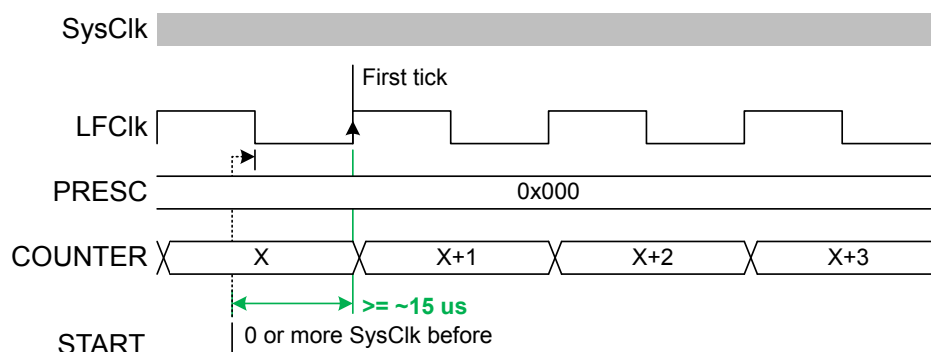 SysClk
First tick
LFClk
PRESC
0x000
COUNTER
X
X+1
X+2
X+3
>= ~15 us
0 or more SysClk before
START